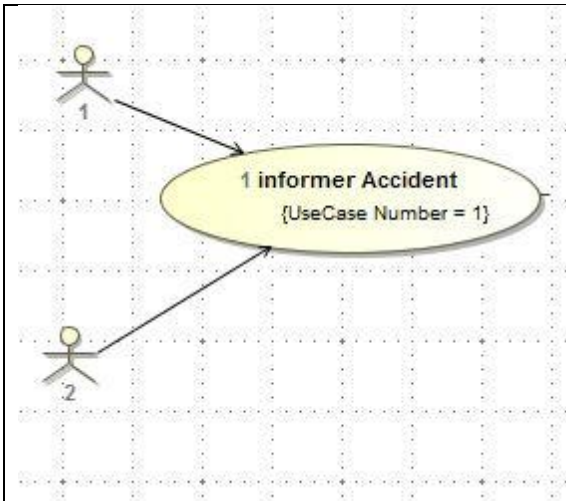 1
1 informer Accident
{UseCase Number = 1}
2